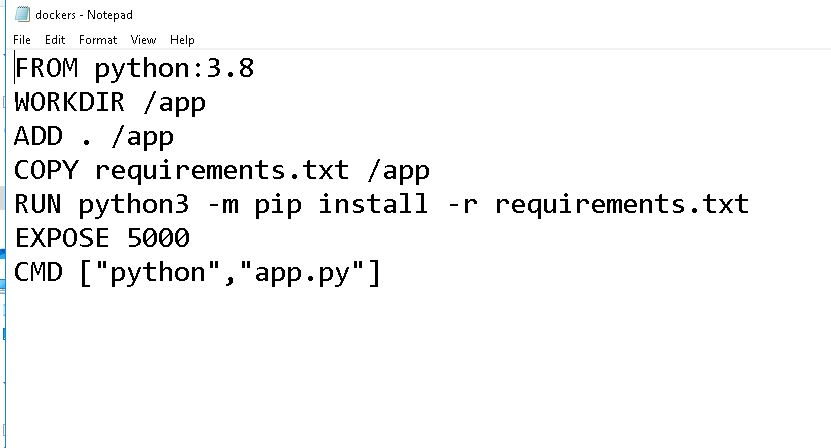 dockers - Notepad
File Edit Format View Help
FROM python:3.8
WORKDIR /app
ADD . /app
COPY requirements.txt /app
RUN python3 -m pip install -r requirements.txt
EXPOSE 5000
CMD ["python","app.py"]